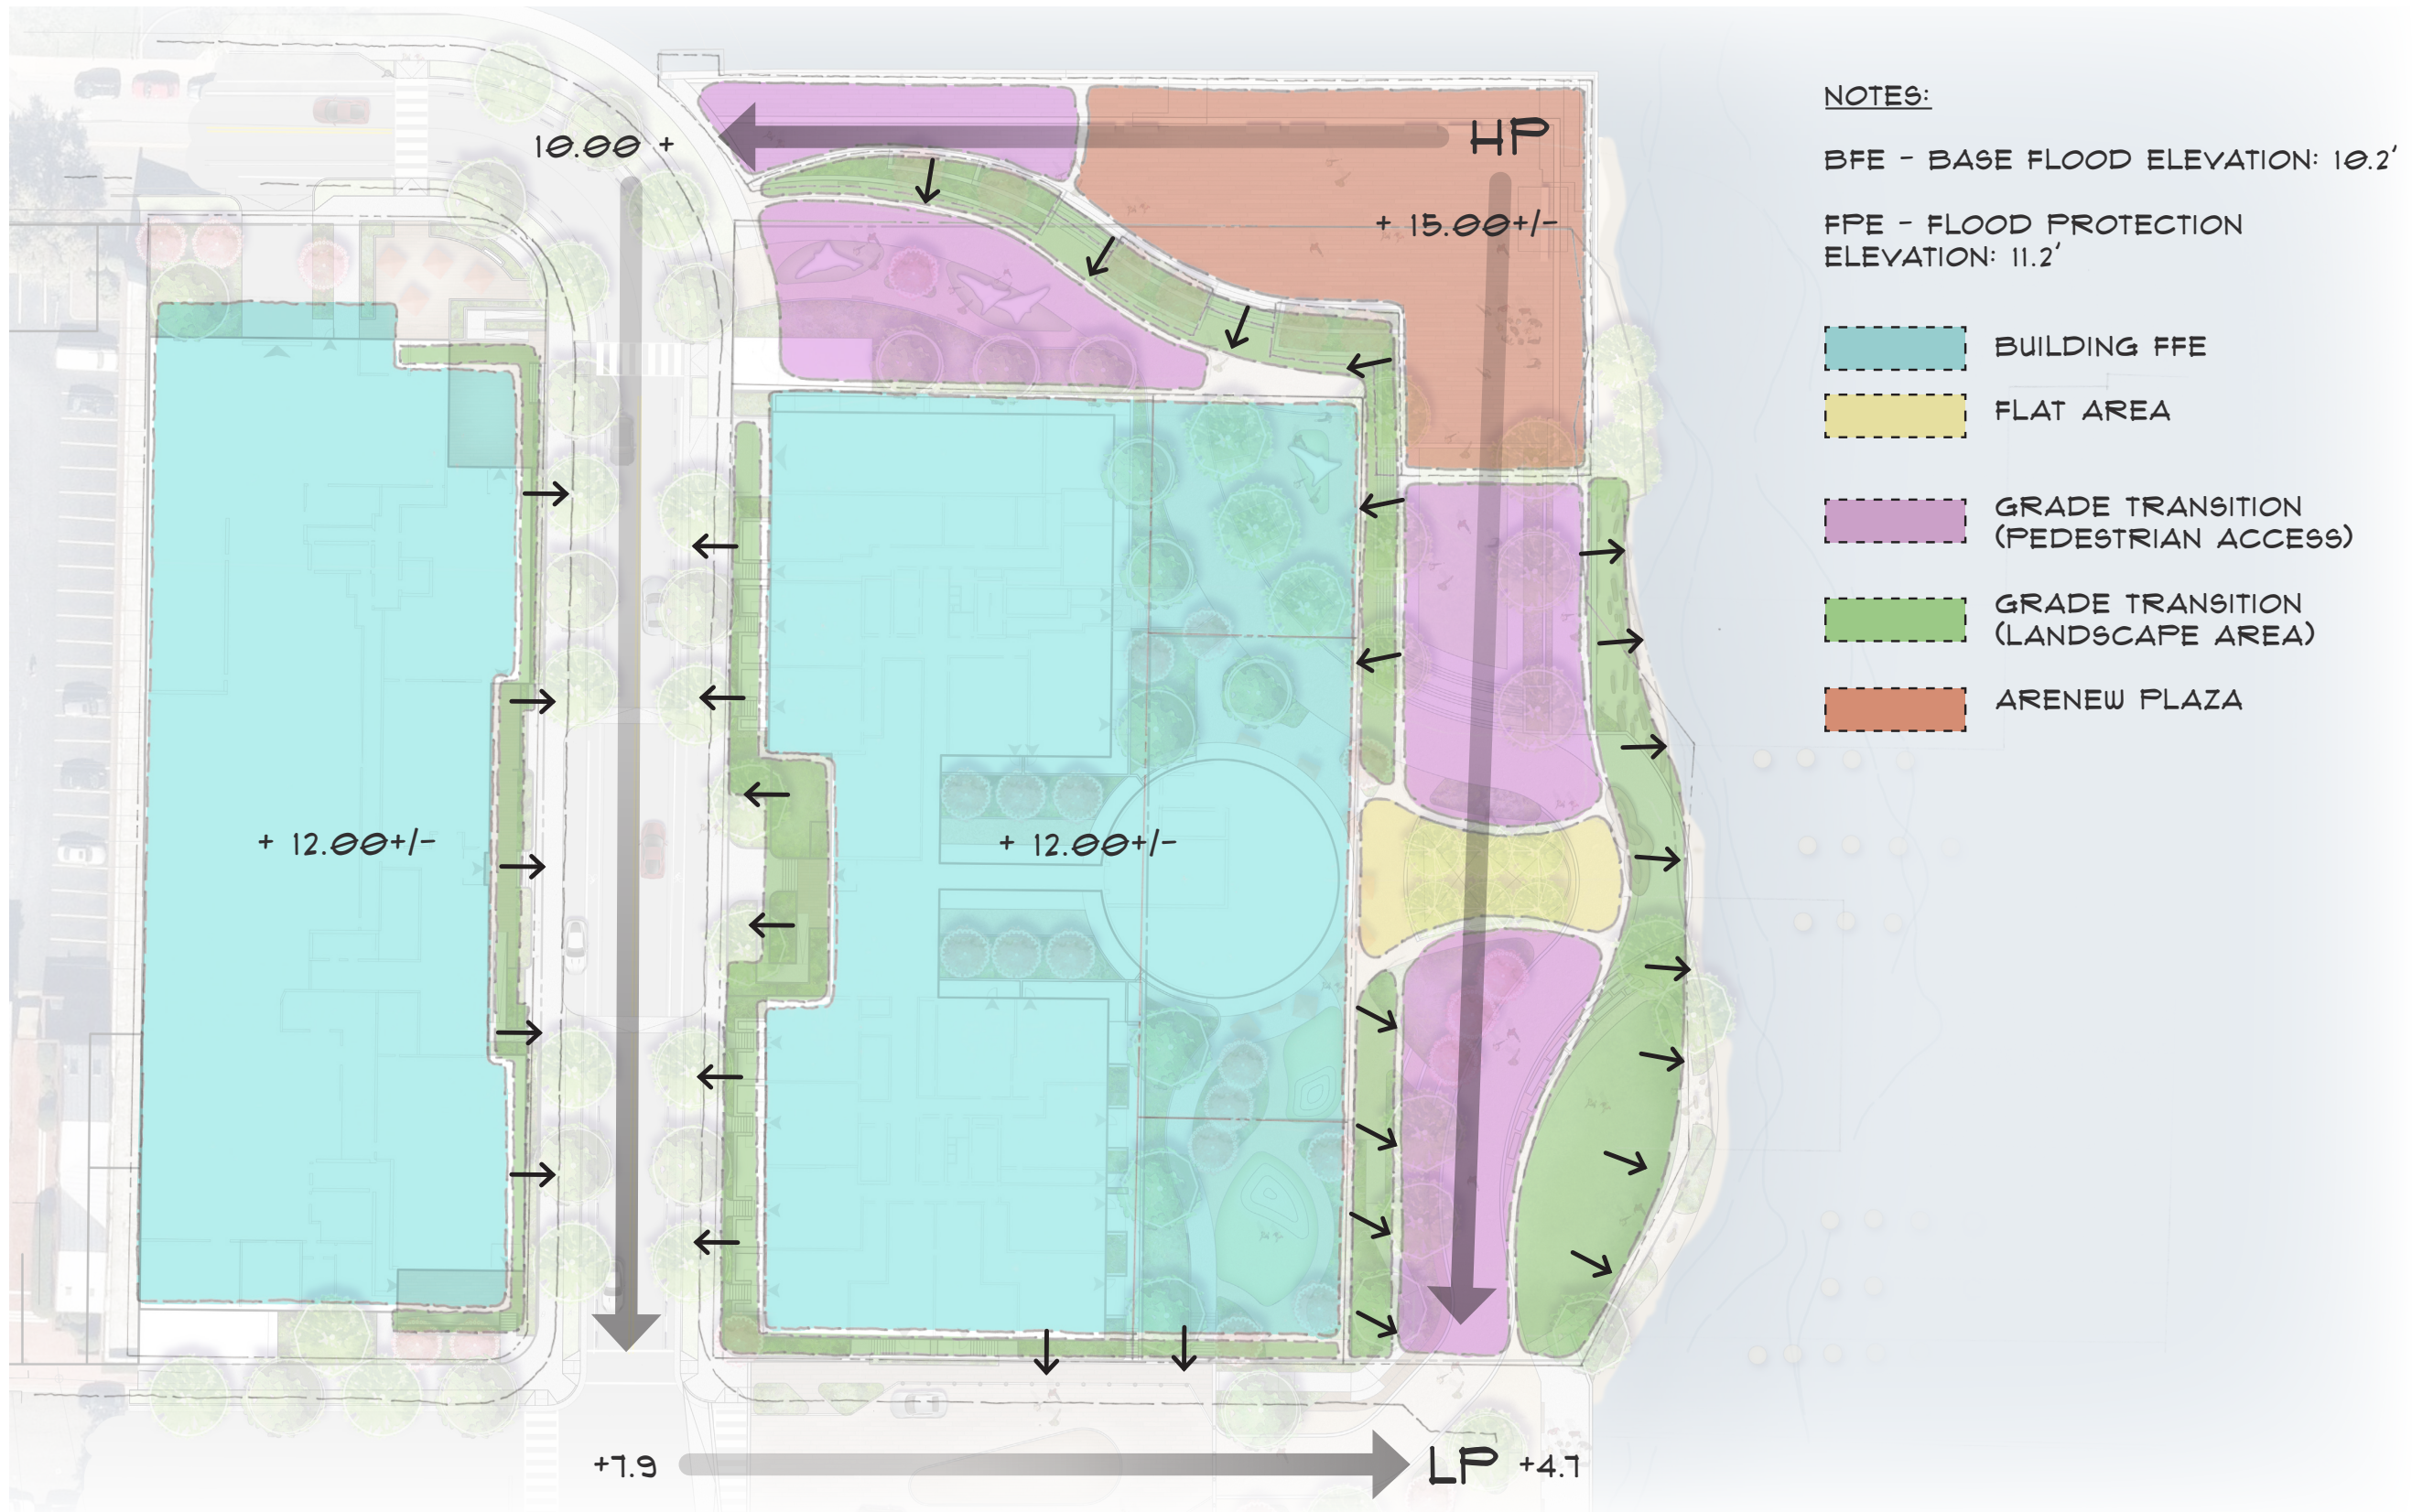 HP
10.00 +
+ 15.00+/-
+ 12.00+/-
+ 12.00+/-
+7.9
LP +4.7
NOTES:
BFE - BASE FLOOD ELEVATION: 10.2'
FPE - FLOOD PROTECTION
ELEVATION: 11.2'
BUILDING FFE
FLAT AREA
GRADE TRANSITION
(PEDESTRIAN ACCESS)
GRADE TRANSITION
(LANDSCAPE AREA)
ARENEW PLAZA